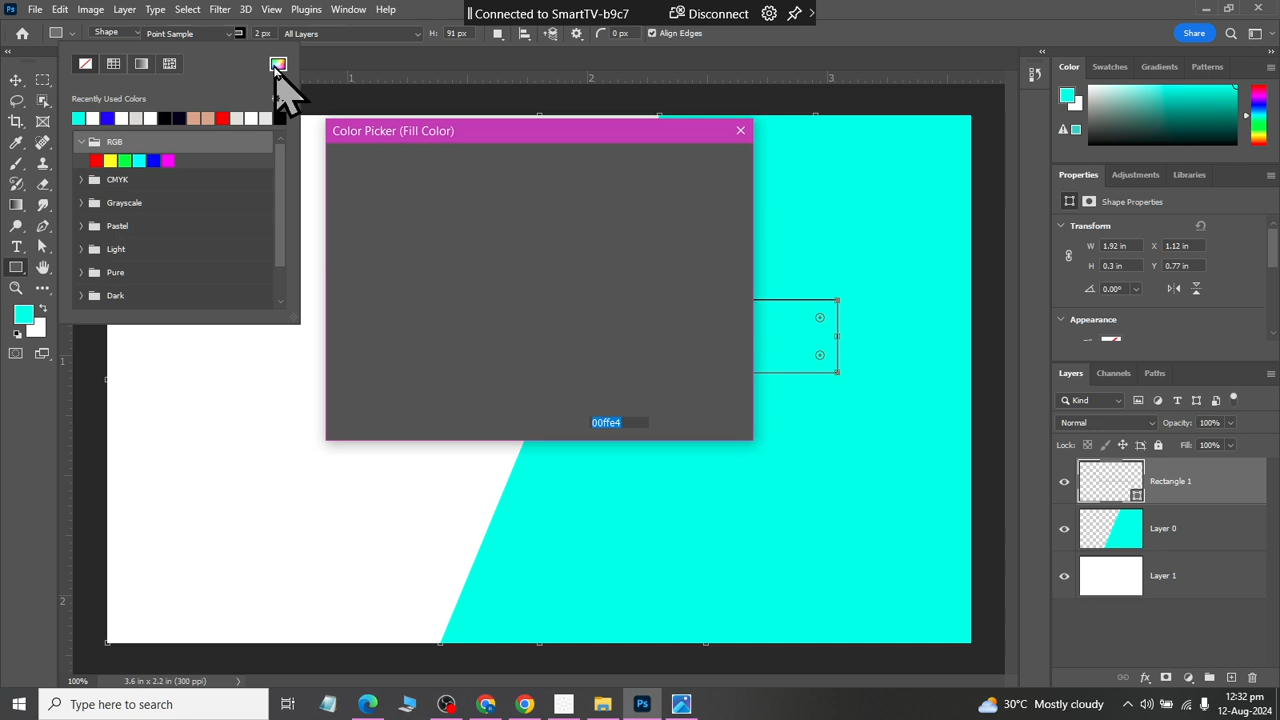 Ps File Edit Image Layer Type Select Filter 3D View Plugins Window Help
Connected to SmartTV-b9c7 Disconnect
Shape Point Sample 2 px All Layers H: 91 px 0 px Align Edges Share
1 2 3
Recently Used Colors
RGB
CMYK
Grayscale
Pastel
Light
Pure
Dark
Color Picker (Fill Color)
00ffe4
1
2
Color Swatches Gradients Patterns
Properties Adjustments Libraries
Shape Properties
Transform
W: 1.92 in X: 1.12 in
H: 0.3 in Y: 0.77 in
0.00°
Appearance
Layers Channels Paths
Kind
Normal Opacity: 100%
Lock: Fill: 100%
Rectangle 1
Layer 0
Layer 1
fx
100% 3.6 in x 2.2 in (300 ppi)
Type here to search
Ps
30°C Mostly cloudy
12:32 pm
12-Aug-2024